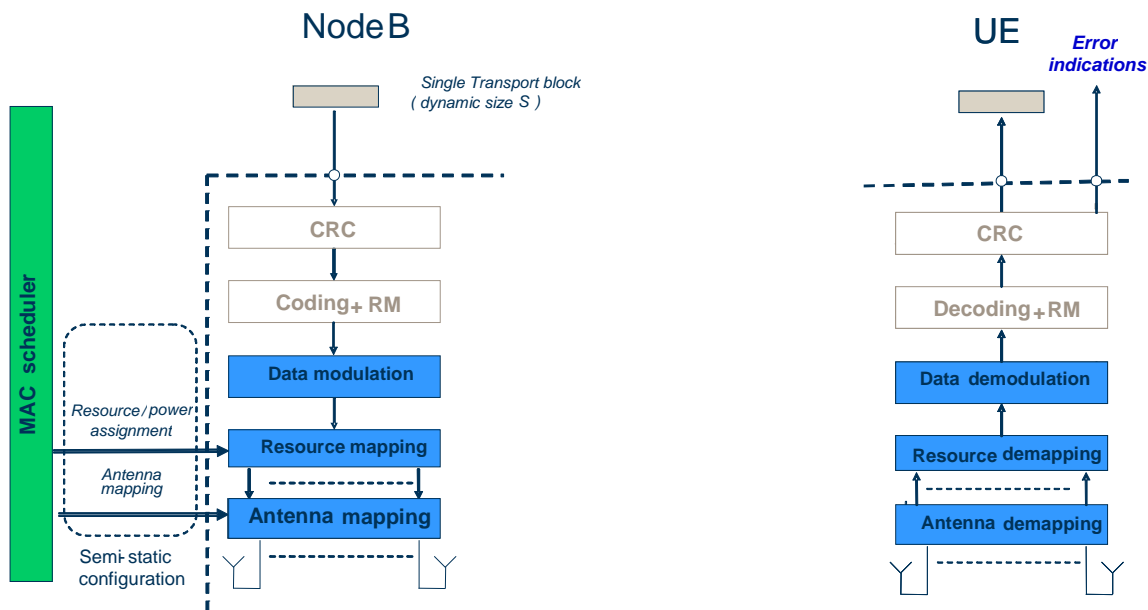 NodeB
UE
Error
indications
Single Transport block
( dynamic size S )
CRC
CRC
Coding+ RM
Decoding+RM
MAC scheduler
Data modulation
Data demodulation
Resource/power
assignment
Resource mapping
Resource demapping
Antenna
mapping
Antenna mapping
Antenna demapping
Semi-static
configuration